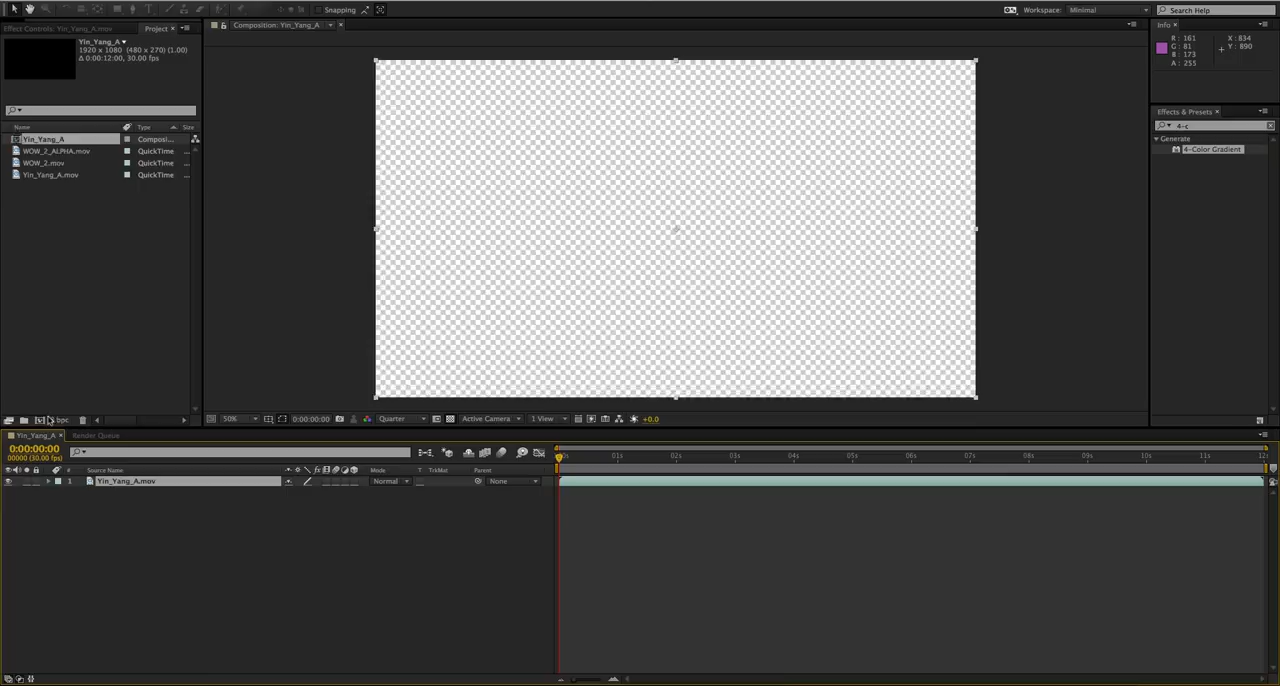 Snapping
Workspace: Minimal
Search Help
Effect Controls: Yin_Yang_A.mov
Project
Composition: Yin_Yang_A
Info
Yin_Yang_A
1920 x 1080 (480 x 270) (1.00)
Δ 0:00:12:00, 30.00 fps
R : 161
G : 81
B : 173
A : 255
X : 834
Y : 890
Effects & Presets
4-c
Generate
4-Color Gradient
Name Type Size
Yin_Yang_A Composi... 
WOW_2_ALPHA.mov QuickTime ...
WOW_2.mov QuickTime ...
Yin_Yang_A.mov QuickTime ...
bpc
50% 0:00:00:00 Quarter Active Camera 1 View +0.0
Yin_Yang_A Render Queue
0:00:00:00
00000 (30.00 fps)
# Source Name fx Mode T TrkMat Parent
01s 02s 03s 04s 05s 06s 07s 08s 09s 10s 11s
1 Yin_Yang_A.mov Normal None